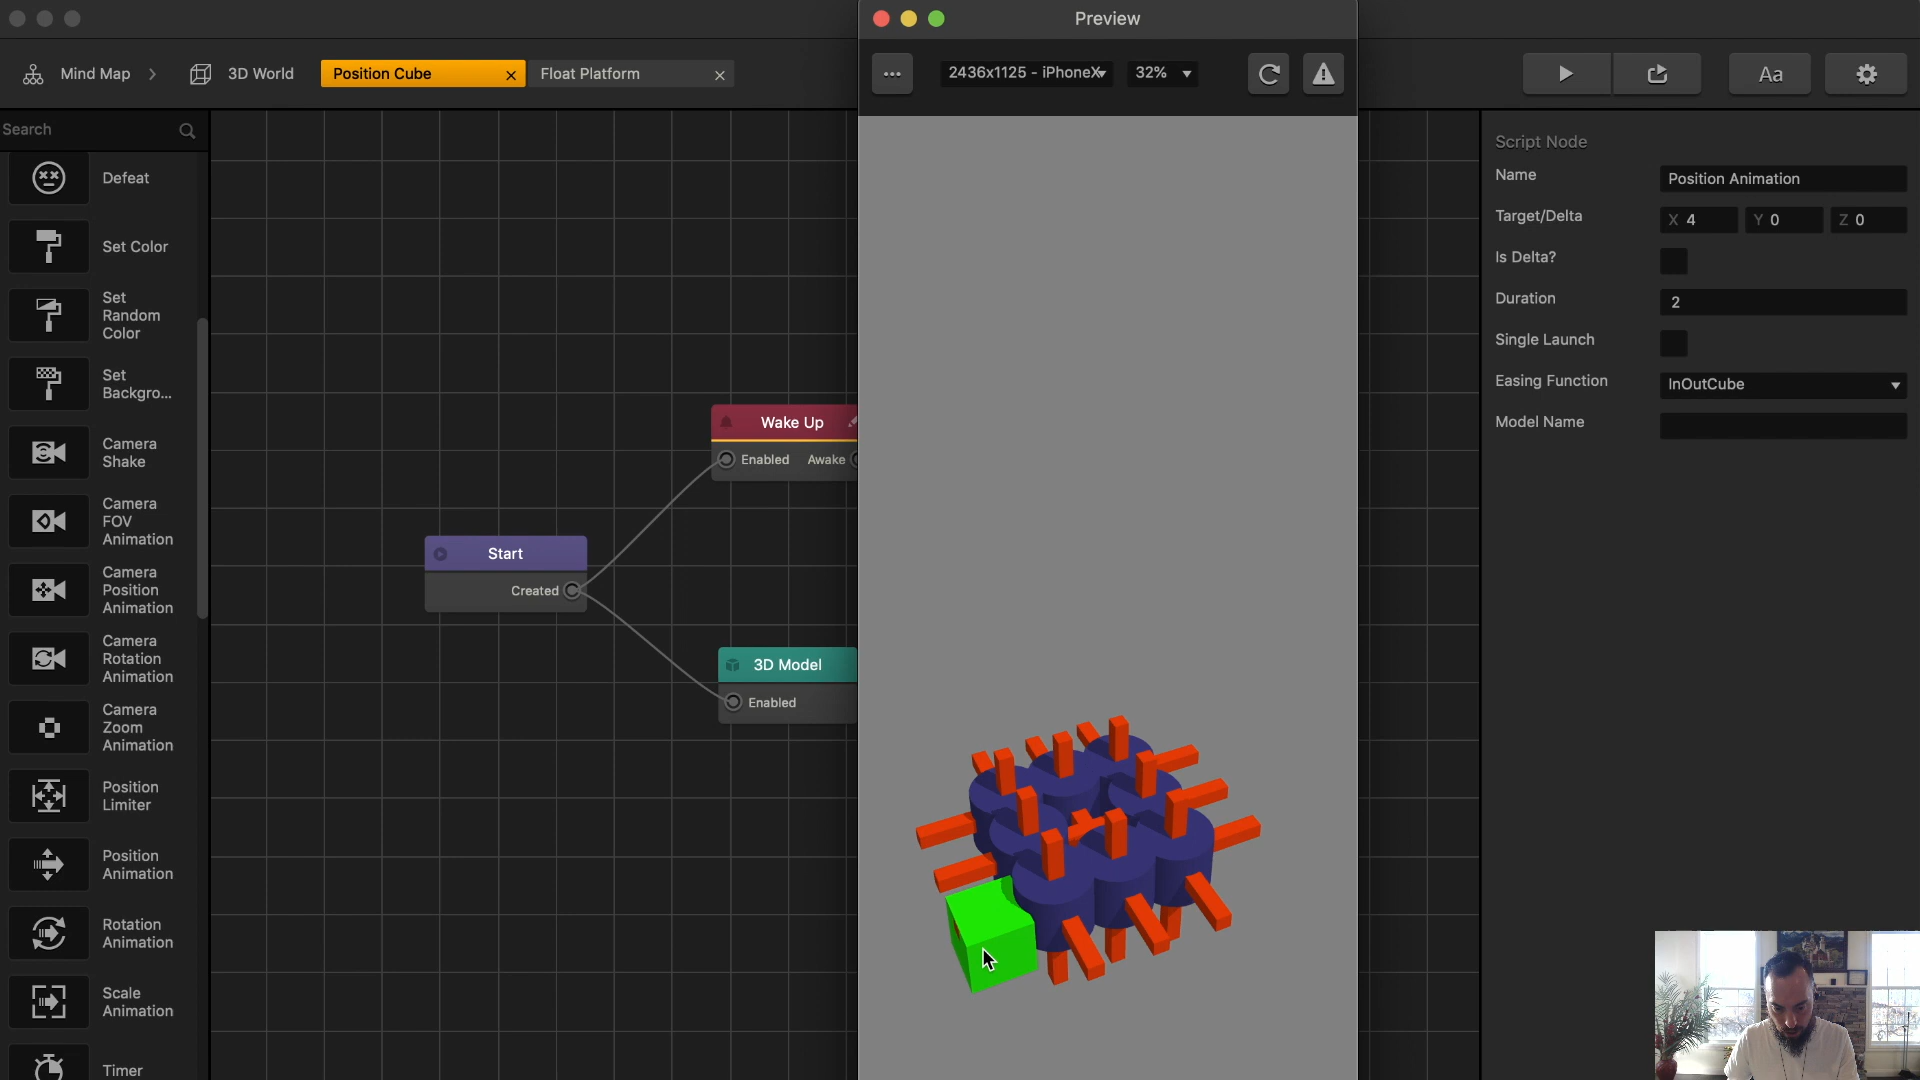 Preview
Mind Map
3D World
Position Cube
Float Platform
2436x1125 - iPhoneX
32%
Aa
Search
Defeat
Set Color
Set
Random
Color
Set
Backgro...
Camera
Shake
Camera
FOV
Animation
Camera
Position
Animation
Camera
Rotation
Animation
Camera
Zoom
Animation
Position
Limiter
Position
Animation
Rotation
Animation
Scale
Animation
Timer
Wake Up
Enabled Awake
Start
Created
3D Model
Enabled
Script Node
Name Position Animation
Target/Delta X 4 Y 0 Z 0
Is Delta?
Duration 2
Single Launch
Easing Function InOutCube
Model Name